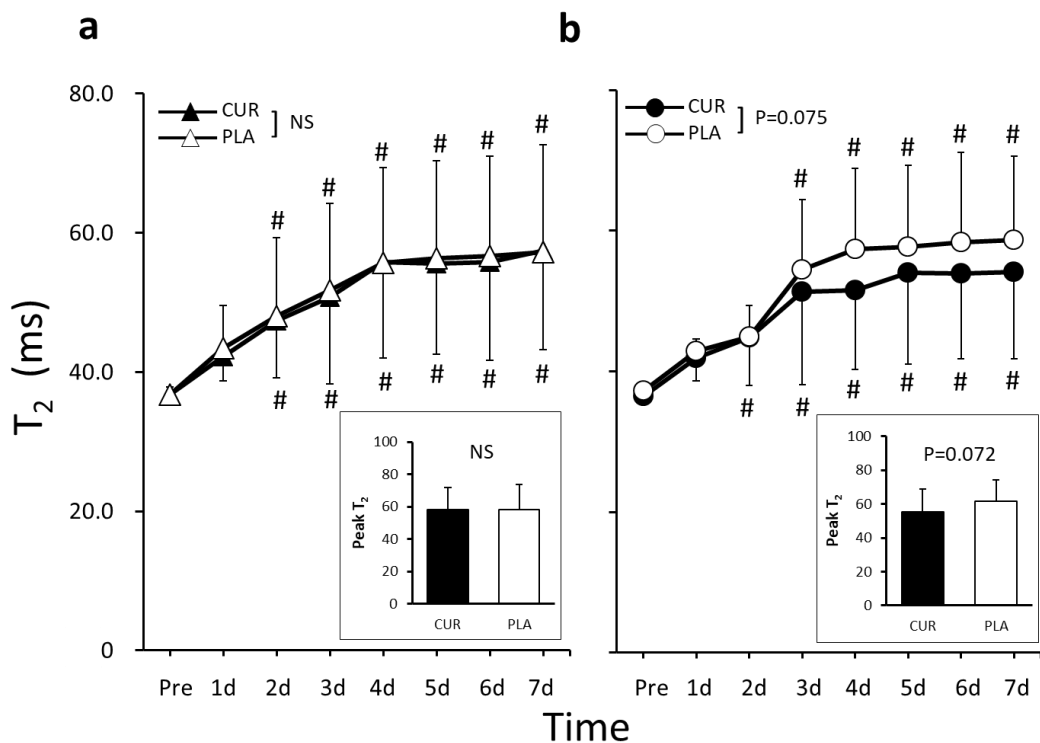 a
b
80.0
60.0
40.0
20.0
0
T2 (ms)
CUR
PLA
NS
# # # # # #
# # # # # #
100
80
60
40
20
0
Peak T2
NS
CUR
PLA
Pre 1d 2d 3d 4d 5d 6d 7d
CUR
PLA
P=0.075
# # # # #
# # # # # #
100
80
60
40
20
0
Peak T2
P=0.072
CUR
PLA
Pre 1d 2d 3d 4d 5d 6d 7d
Time